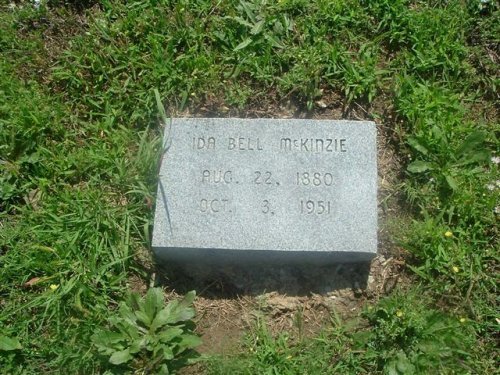 IDA BELL McKINZIE
AUG. 22, 1880
OCT. 3, 1951